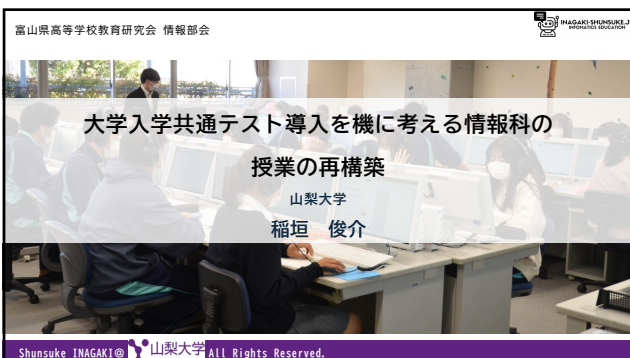 富山県高等学校教育研究会 情報部会
INAGAKI-SHUNSUKE.J
INFOMATICS EDUCATION
大学入学共通テスト導入を機に考える情報科の
授業の再構築
山梨大学
稲垣 俊介
Shunsuke INAGAKI@ 山梨大学 All Rights Reserved.